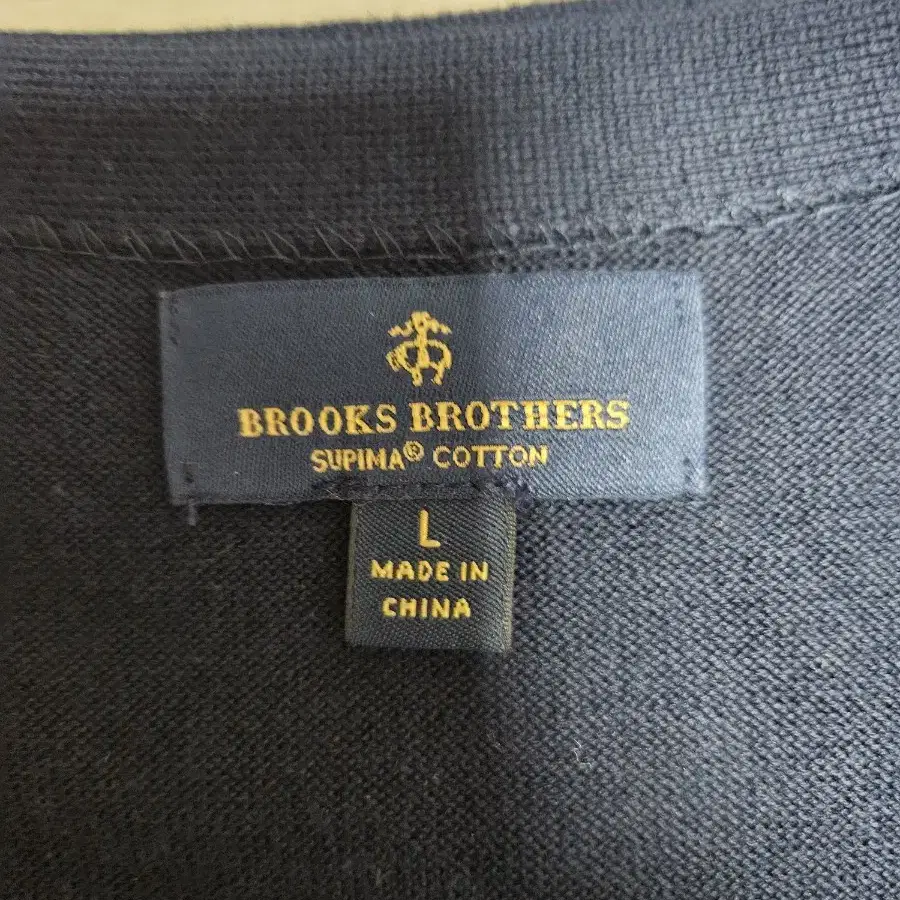 BROOKS BROTHERS
SUPIMA® COTTON
L
MADE IN
CHINA